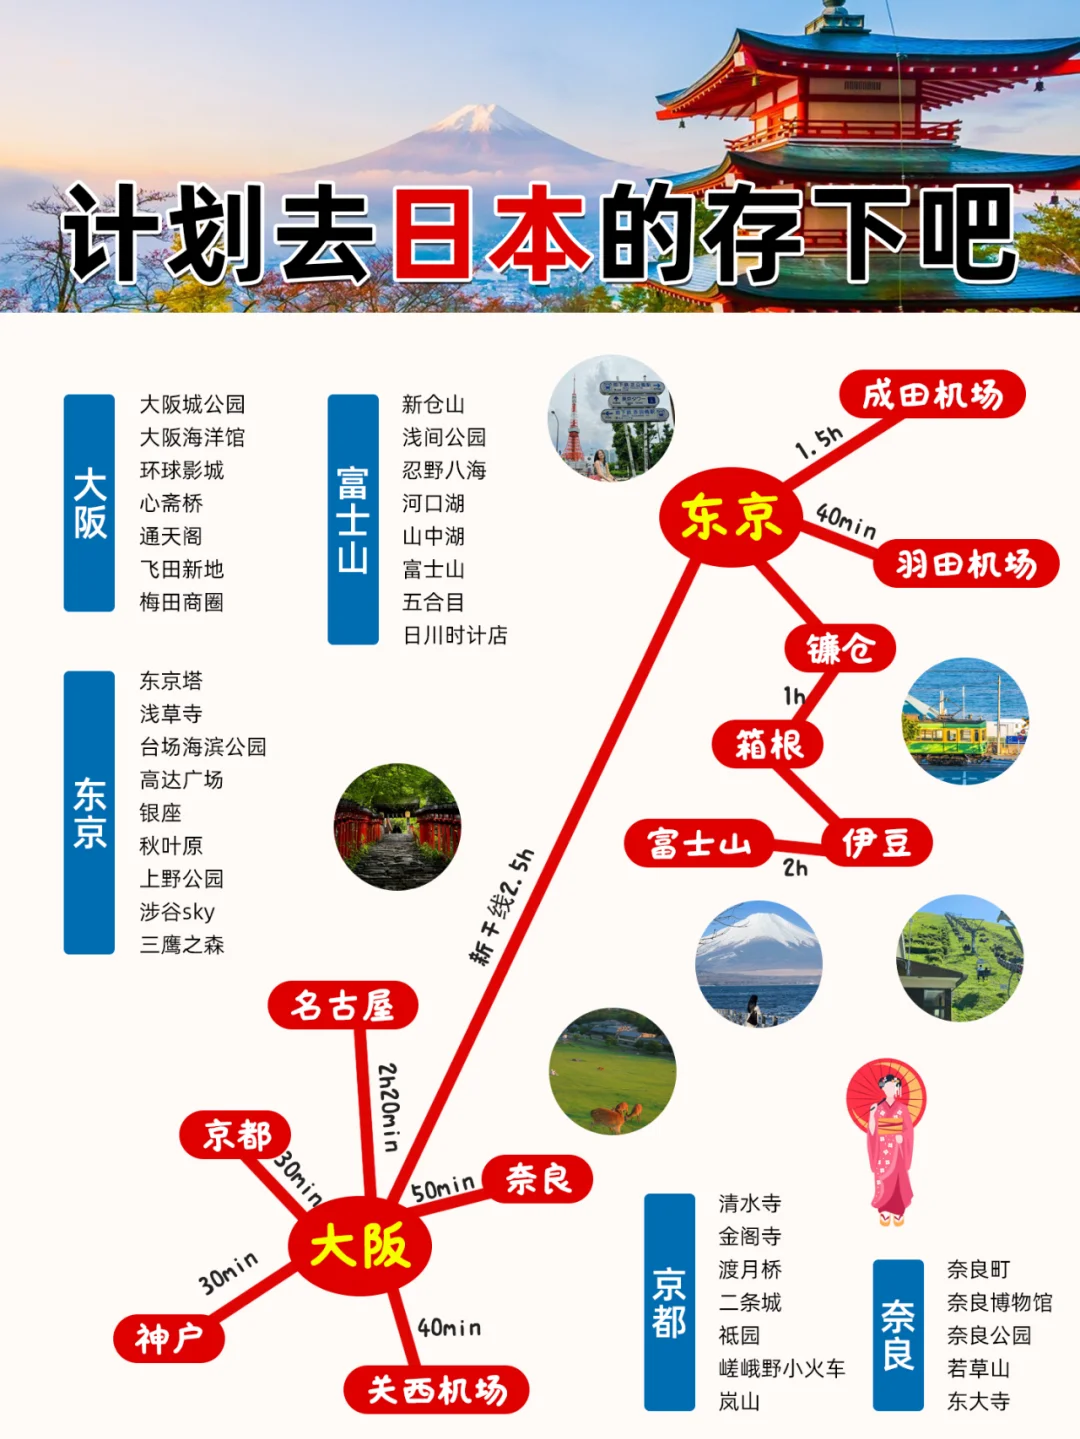 计划去日本的存下吧
大阪
大阪城公园
大阪海洋馆
环球影城
心斋桥
通天阁
飞田新地
梅田商圈
富士山
新仓山
浅间公园
忍野八海
河口湖
山中湖
富士山
五合目
日川时计店
东京
东京塔
浅草寺
台场海滨公园
高达广场
银座
秋叶原
上野公园
涉谷sky
三鹰之森
成田机场
1.5h
东京
40min
羽田机场
镰仓
1h
箱根
富士山
2h
伊豆
新干线2.5h
名古屋
2h20min
京都
30min
50min
奈良
大阪
30min
神户
40min
关西机场
京都
清水寺
金阁寺
渡月桥
二条城
祗园
嵯峨野小火车
岚山
奈良
奈良町
奈良博物馆
奈良公园
若草山
东大寺